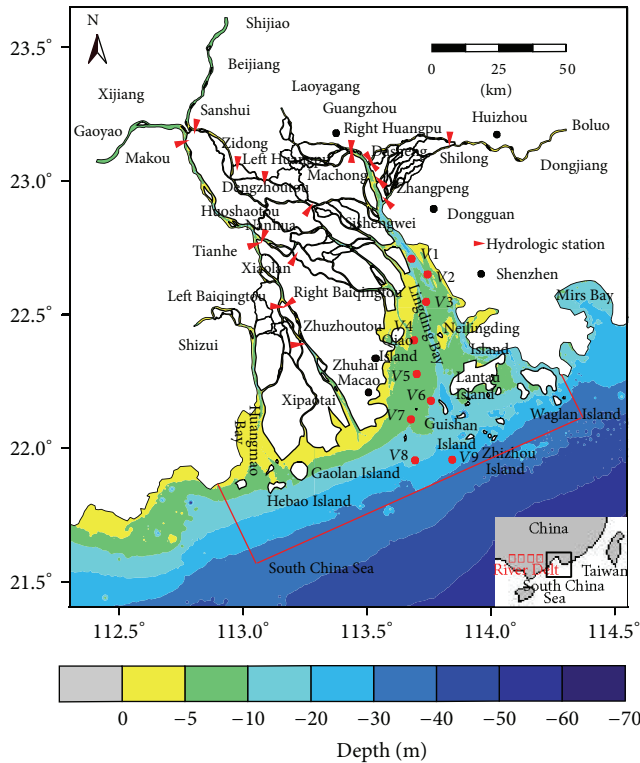 23.5°
23.0°
22.5°
22.0°
21.5°
N
Shijiao
Beijiang
0 25 50
(km)
Xijiang
Laoyagang
Guangzhou
Huizhou
Gaoyao
Sanshui
Right Huangpu
Boluo
Zidong
Dasheng
Makou
Left Huangpu
Shilong
Dongjiang
Dengzhoutou
Machong
Zhangpeng
Huoshaotou
Sishengwei
Dongguan
Nanhua
Hydrologic station
Tianhe
V1
Xiaolan
V2
Shenzhen
Left Baiqingtou
Right Baiqingtou
Lingding Bay
V3
Mirs Bay
Zhuzhoutou
V4
Neilingding
Island
Shizui
Qiao
Island
Zhuhai
V5
Lantau
Island
Macao
V6
Xipaotai
Waglan Island
Huangmao
Bay
V7
Guishan
Island
V8
V9
Zhizhou
Island
Gaolan Island
Hebao Island
South China Sea
China
River Delt
Taiwan
South China
Sea
112.5° 113.0° 113.5° 114.0° 114.5°
0 −5 −10 −20 −30 −40 −50 −60 −70
Depth (m)